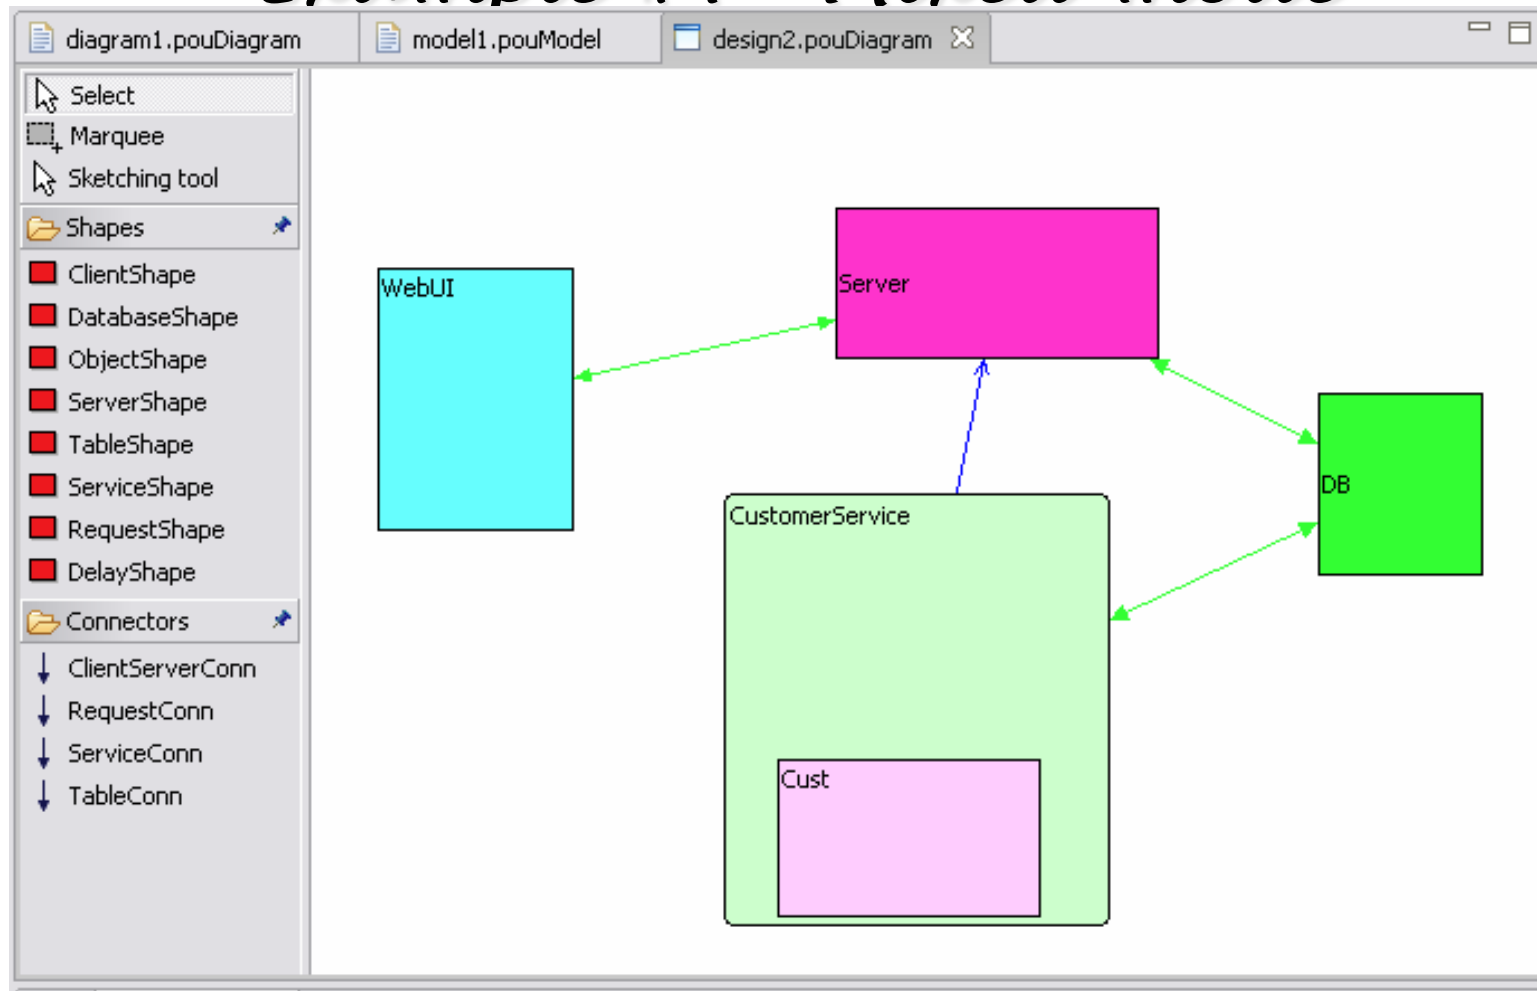 diagram1.pouDiagram
model1.pouModel
design2.pouDiagram
Select
Marquee
Sketching tool
Shapes
ClientShape
DatabaseShape
ObjectShape
ServerShape
TableShape
ServiceShape
RequestShape
DelayShape
Connectors
ClientServerConn
RequestConn
ServiceConn
TableConn
WebUI
Server
DB
CustomerService
Cust